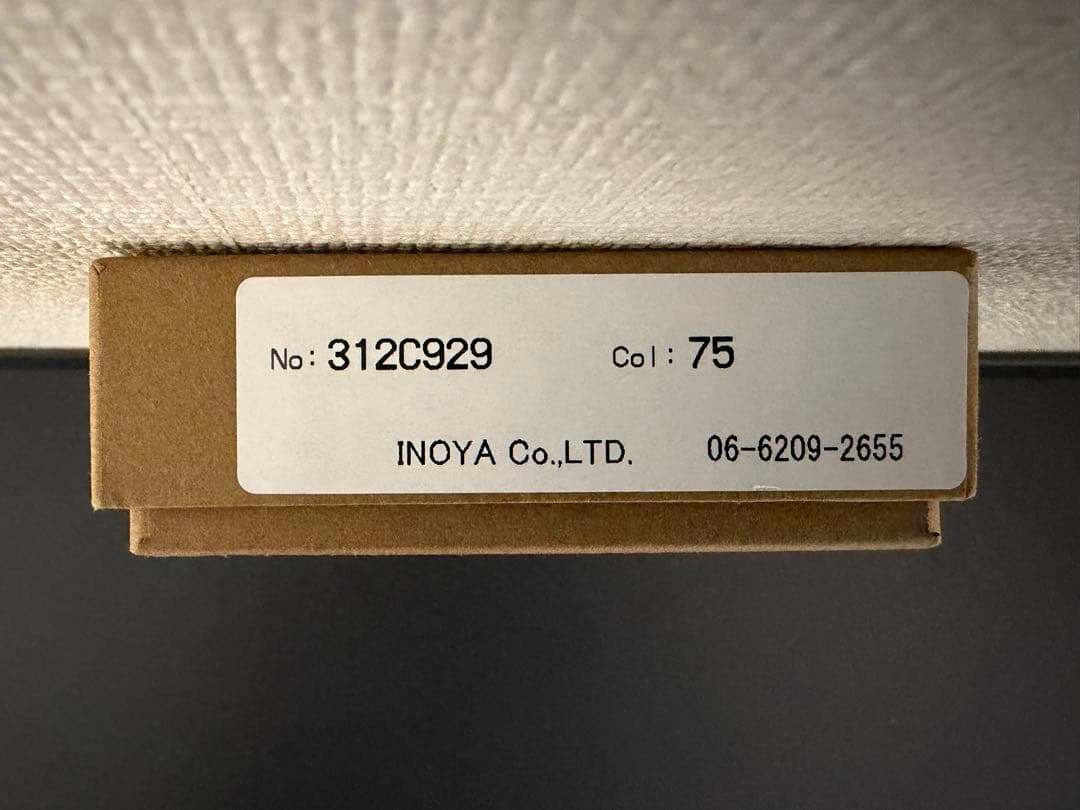 No: 312C929 Col: 75
INOYA Co.,LTD. 06-6209-2655